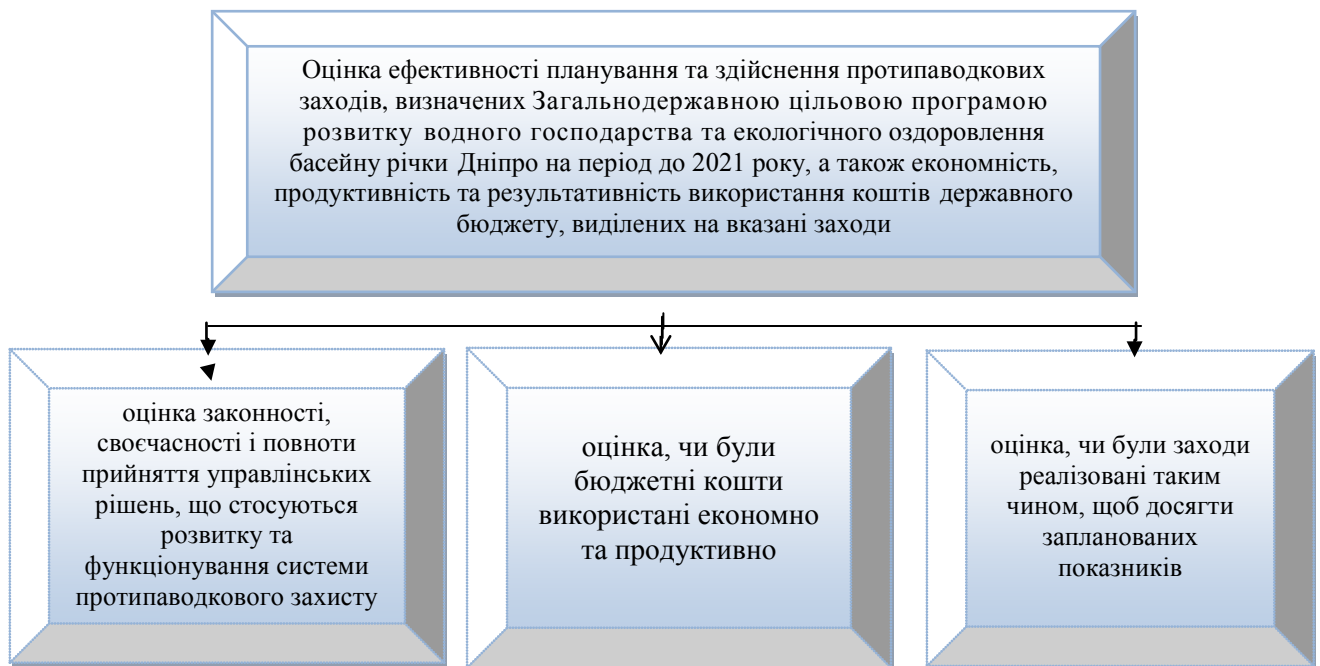 Оцінка ефективності планування та здійснення протипаводкових
заходів, визначених Загальнодержавною цільовою програмою
розвитку водного господарства та екологічного оздоровлення
басейну річки Дніпро на період до 2021 року, а також економність,
продуктивність та результативність використання коштів державного
бюджету, виділених на вказані заходи
оцінка законності,
своєчасності і повноти
прийняття управлінських
рішень, що стосуються
розвитку та
функціонування системи
протипаводкового захисту
оцінка, чи були
бюджетні кошти
використані економно
та продуктивно
оцінка, чи були заходи
реалізовані таким
чином, щоб досягти
запланованих
показників